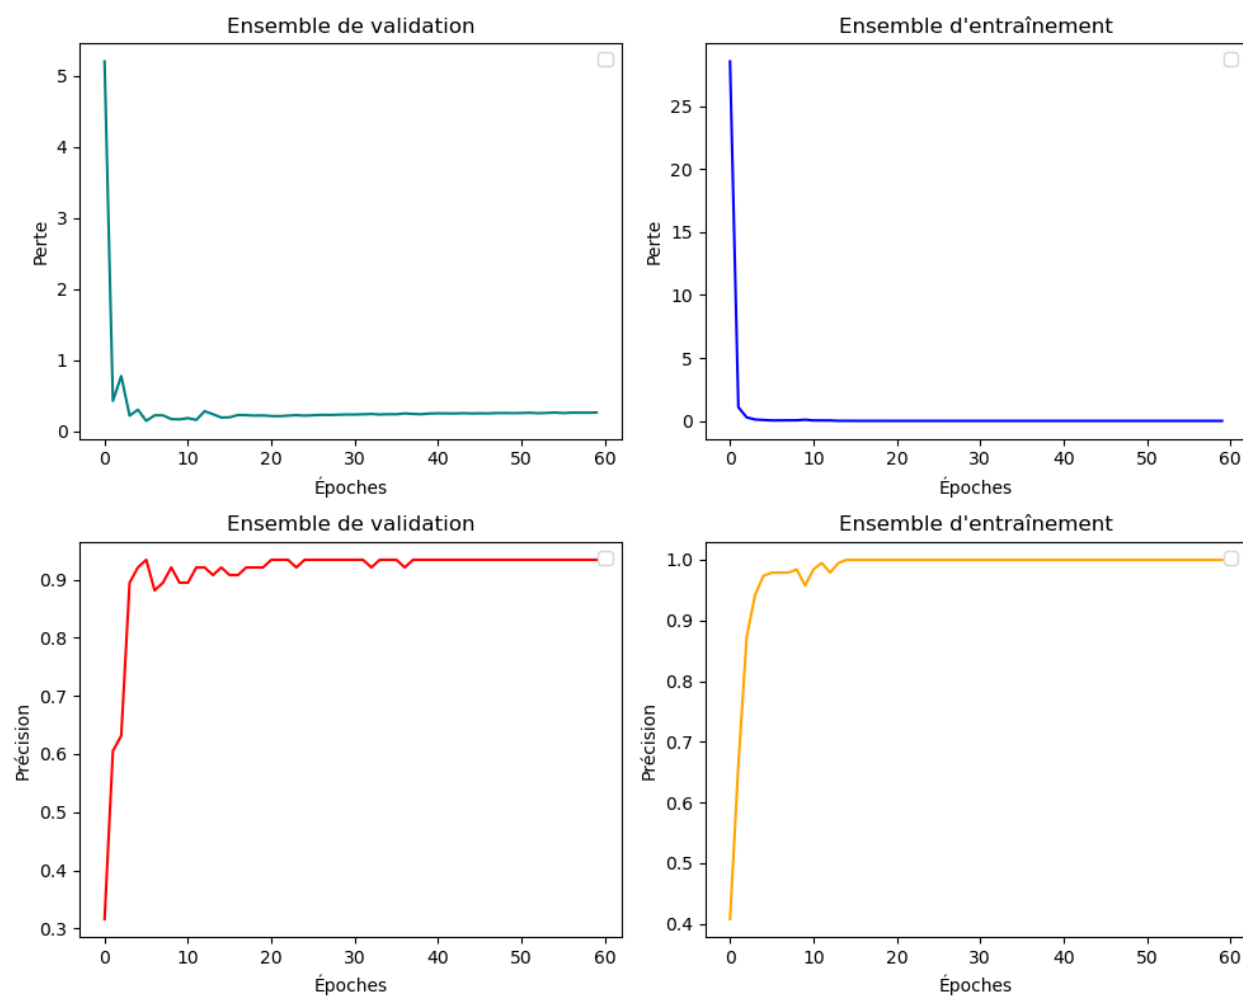 Ensemble de validation
5
4
3
2
1
0
Perte
0 10 20 30 40 50 60
Époches
Ensemble d'entraînement
25
20
15
10
5
0
Perte
0 10 20 30 40 50 60
Époches
Ensemble de validation
0.9
0.8
0.7
0.6
0.5
0.4
0.3
Précision
0 10 20 30 40 50 60
Époches
Ensemble d'entraînement
1.0
0.9
0.8
0.7
0.6
0.5
0.4
Précision
0 10 20 30 40 50 60
Époches